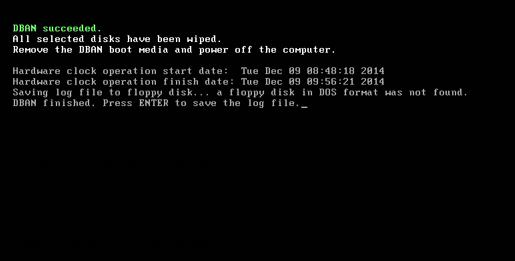 DBAN succeeded.
All selected disks have been wiped.
Remove the DBAN boot media and power off the computer.
Hardware clock operation start date:  Tue Dec 09 08:48:18 2014
Hardware clock operation finish date: Tue Dec 09 09:56:21 2014
Saving log file to floppy disk... a floppy disk in DOS format was not found.
DBAN finished. Press ENTER to save the log file._